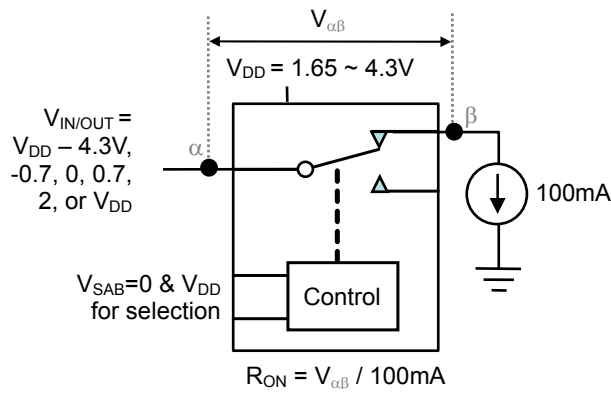 Vαβ
VDD = 1.65 ~ 4.3V
VIN/OUT =
VDD – 4.3V,
-0.7, 0, 0.7,
2, or VDD
α
β
100mA
VSAB=0 & VDD
for selection
Control
RON = Vαβ / 100mA